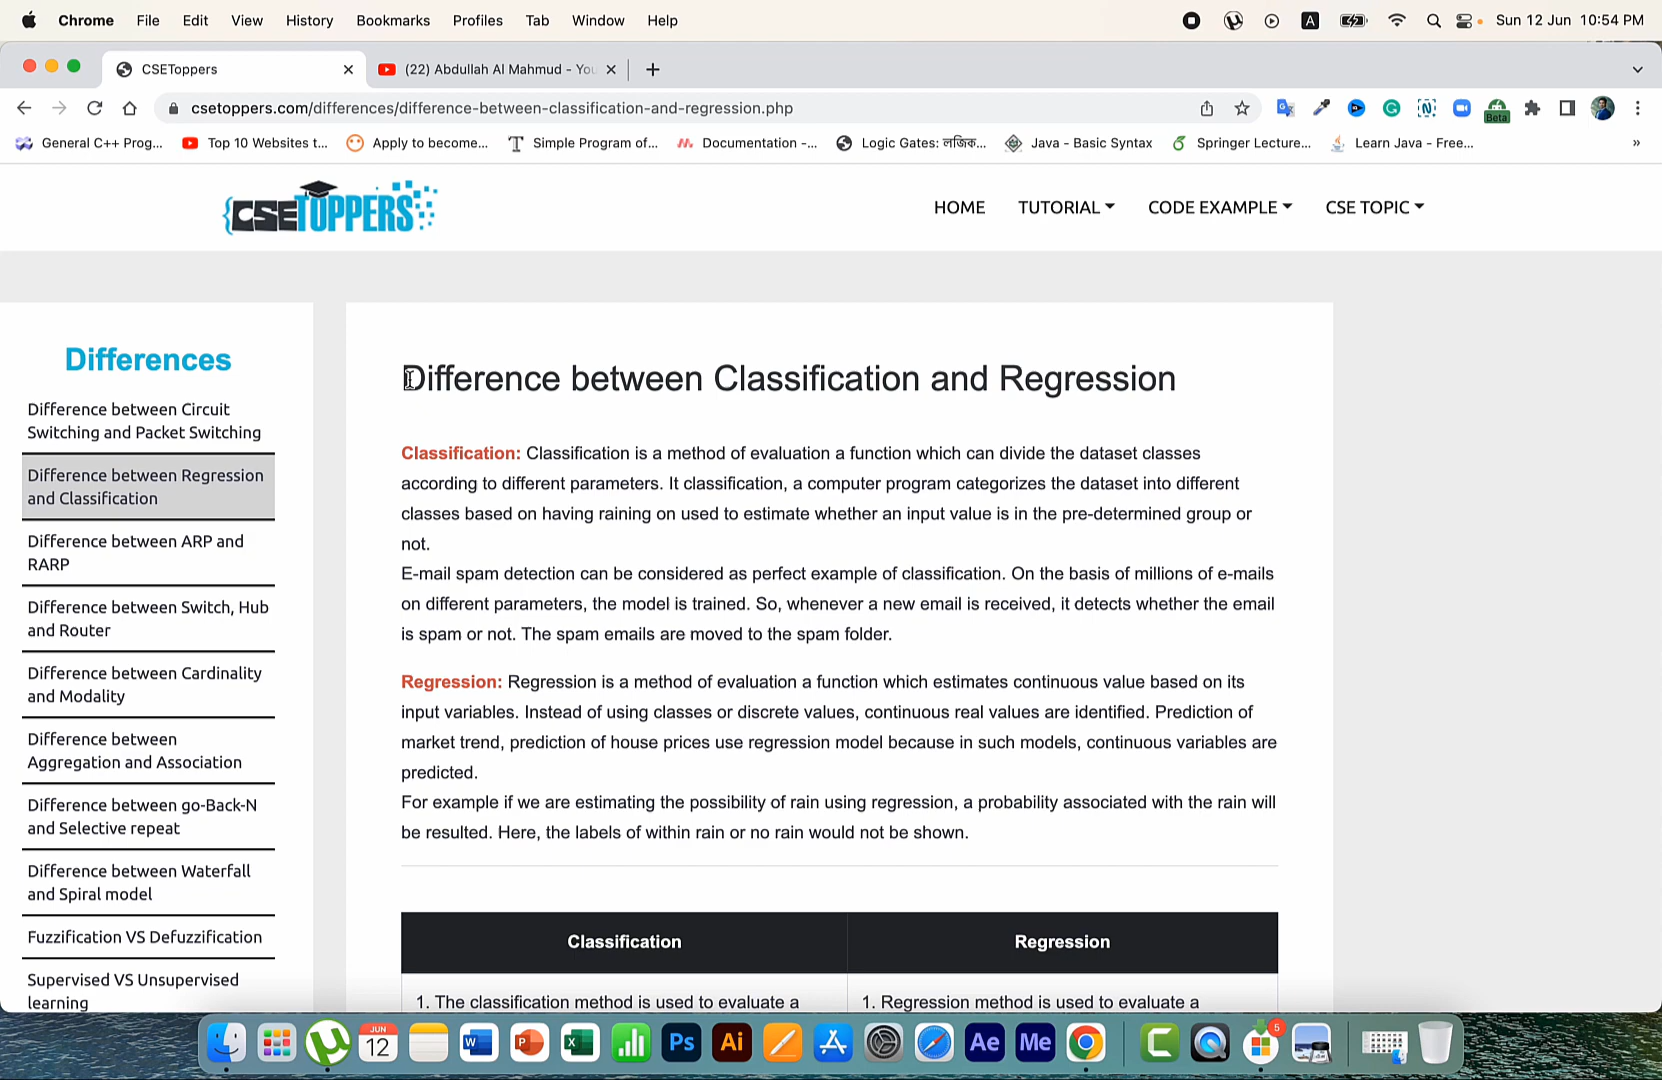 Chrome File Edit View History Bookmarks Profiles Tab Window Help
A Sun 12 Jun 10:54 PM
CSEToppers
(22) Abdullah Al Mahmud - You
csetoppers.com/differences/difference-between-classification-and-regression.php
Beta
General C++ Prog...
Top 10 Websites t...
Apply to become...
Simple Program of...
Documentation -...
Logic Gates: লজিক...
Java - Basic Syntax
Springer Lecture...
Learn Java - Free...
»
{CSETOPPERS
HOME TUTORIAL CODE EXAMPLE CSE TOPIC
Differences
Difference between Circuit
Switching and Packet Switching
Difference between Regression
and Classification
Difference between ARP and
RARP
Difference between Switch, Hub
and Router
Difference between Cardinality
and Modality
Difference between
Aggregation and Association
Difference between go-Back-N
and Selective repeat
Difference between Waterfall
and Spiral model
Fuzzification VS Defuzzification
Supervised VS Unsupervised
learning
Difference between Classification and Regression
Classification: Classification is a method of evaluation a function which can divide the dataset classes
according to different parameters. It classification, a computer program categorizes the dataset into different
classes based on having raining on used to estimate whether an input value is in the pre-determined group or
not.
E-mail spam detection can be considered as perfect example of classification. On the basis of millions of e-mails
on different parameters, the model is trained. So, whenever a new email is received, it detects whether the email
is spam or not. The spam emails are moved to the spam folder.
Regression: Regression is a method of evaluation a function which estimates continuous value based on its
input variables. Instead of using classes or discrete values, continuous real values are identified. Prediction of
market trend, prediction of house prices use regression model because in such models, continuous variables are
predicted.
For example if we are estimating the possibility of rain using regression, a probability associated with the rain will
be resulted. Here, the labels of within rain or no rain would not be shown.
Classification Regression
1. The classification method is used to evaluate a
1. Regression method is used to evaluate a
JUN
12
W
P
X
Ps
Ai
Ae
Me
C
5